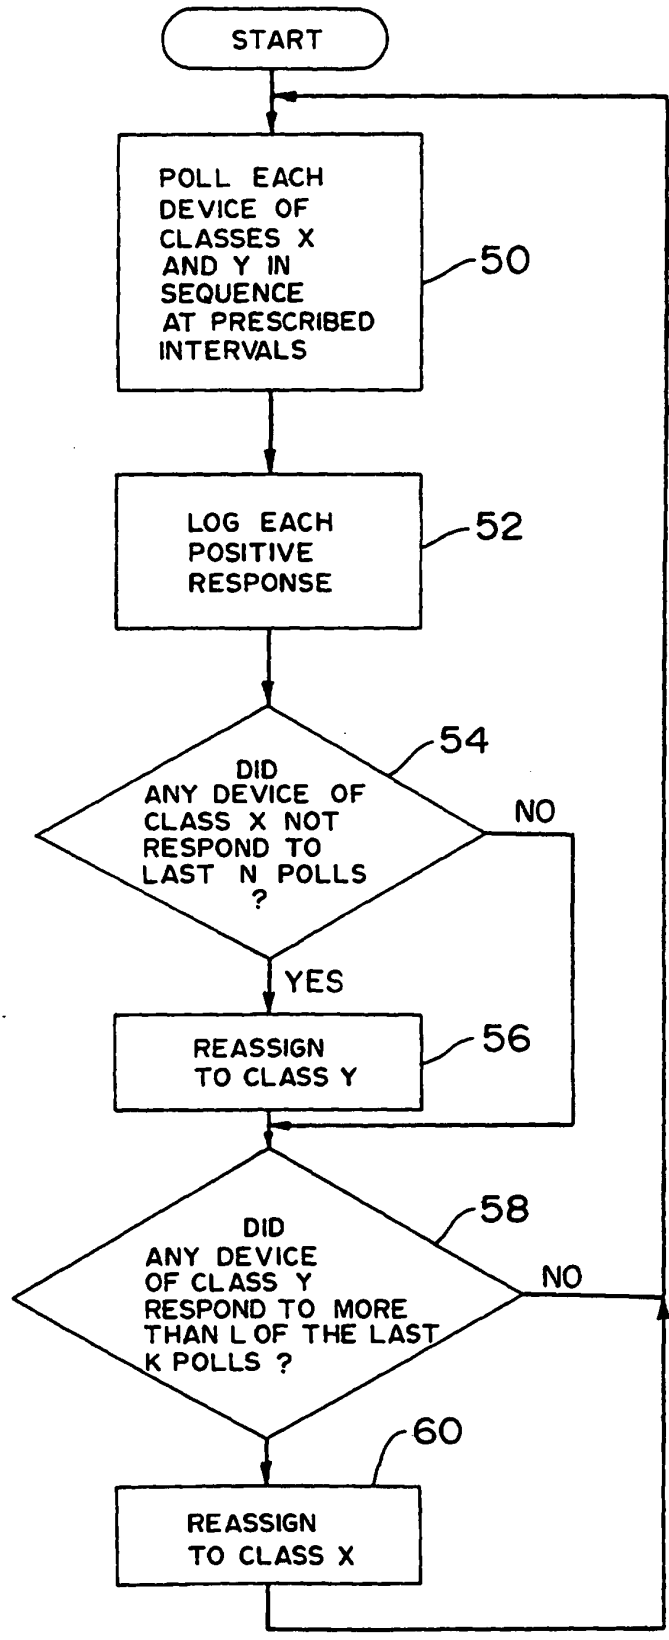 START
POLL EACH
DEVICE OF
CLASSES X
AND Y IN
SEQUENCE
AT PRESCRIBED
INTERVALS
50
LOG EACH
POSITIVE
RESPONSE
52
54
DID
ANY DEVICE OF
CLASS X NOT
RESPOND TO
LAST N POLLS
?
NO
YES
REASSIGN
TO CLASS Y
56
58
DID
ANY DEVICE
OF CLASS Y
RESPOND TO MORE
THAN L OF THE LAST
K POLLS ?
NO
60
REASSIGN
TO CLASS X